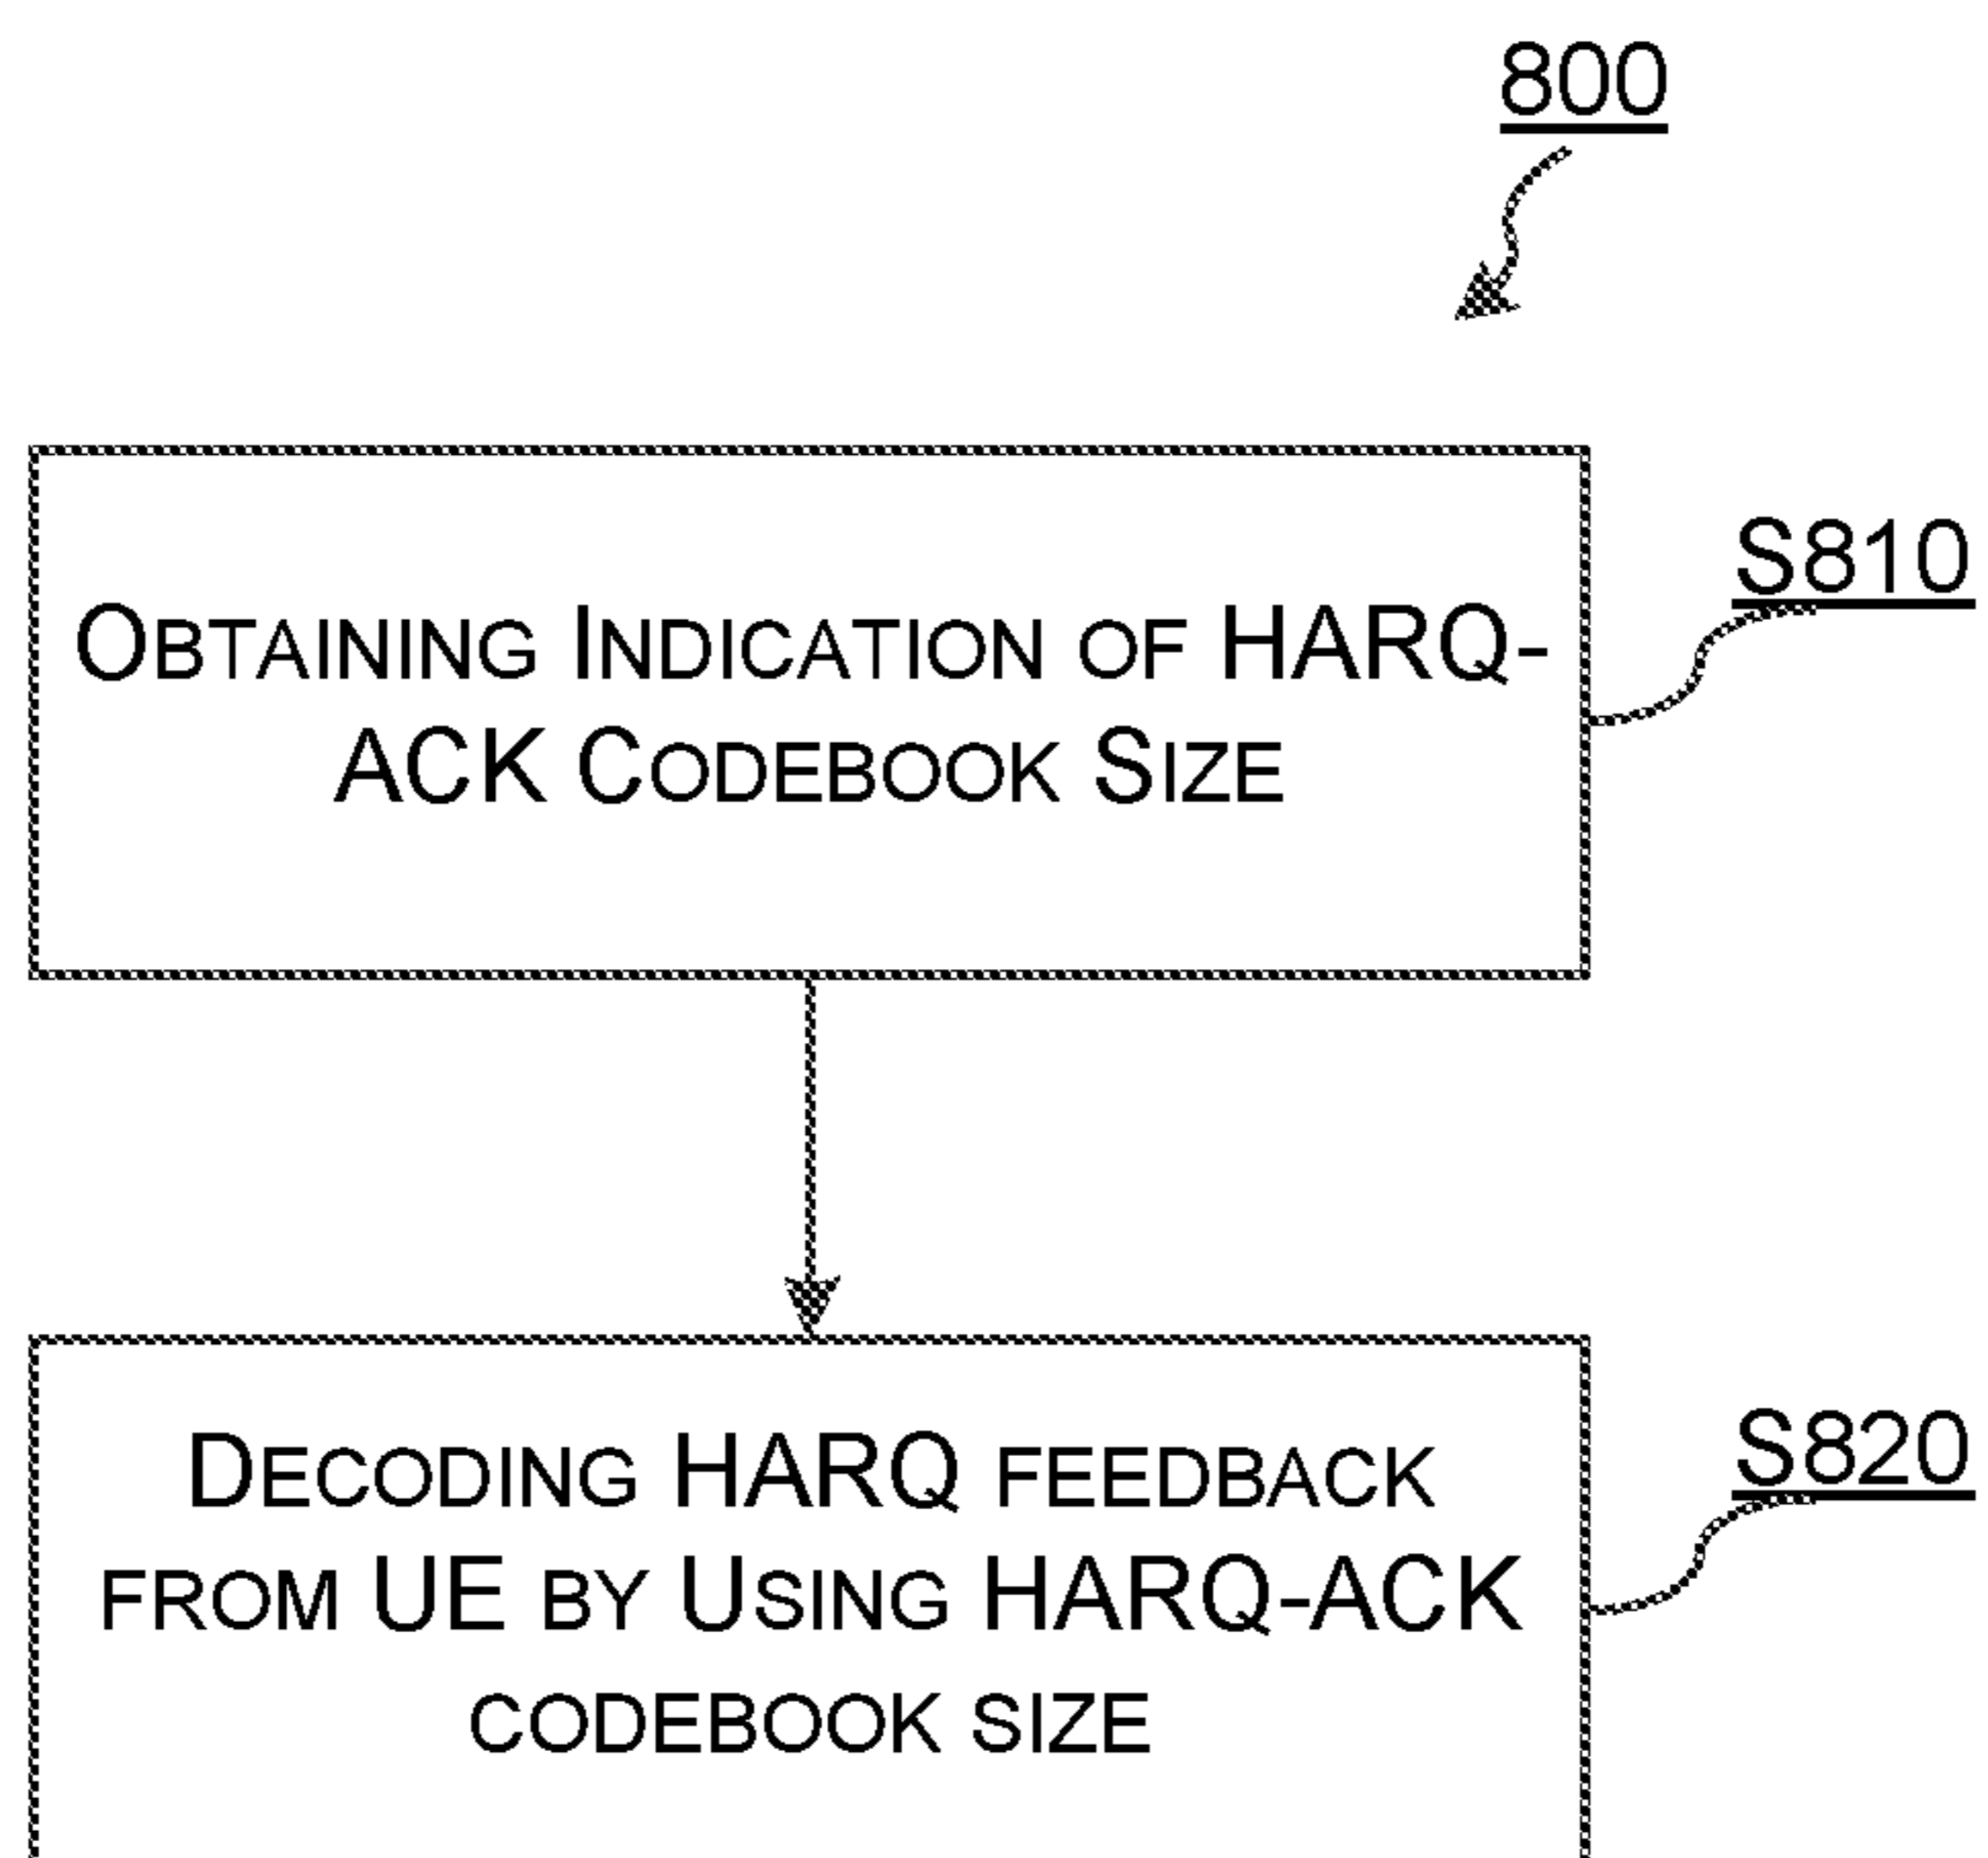 800
S810
OBTAINING INDICATION OF HARQ-
ACK CODEBOOK SIZE
S820
DECODING HARQ FEEDBACK
FROM UE BY USING HARQ-ACK
CODEBOOK SIZE